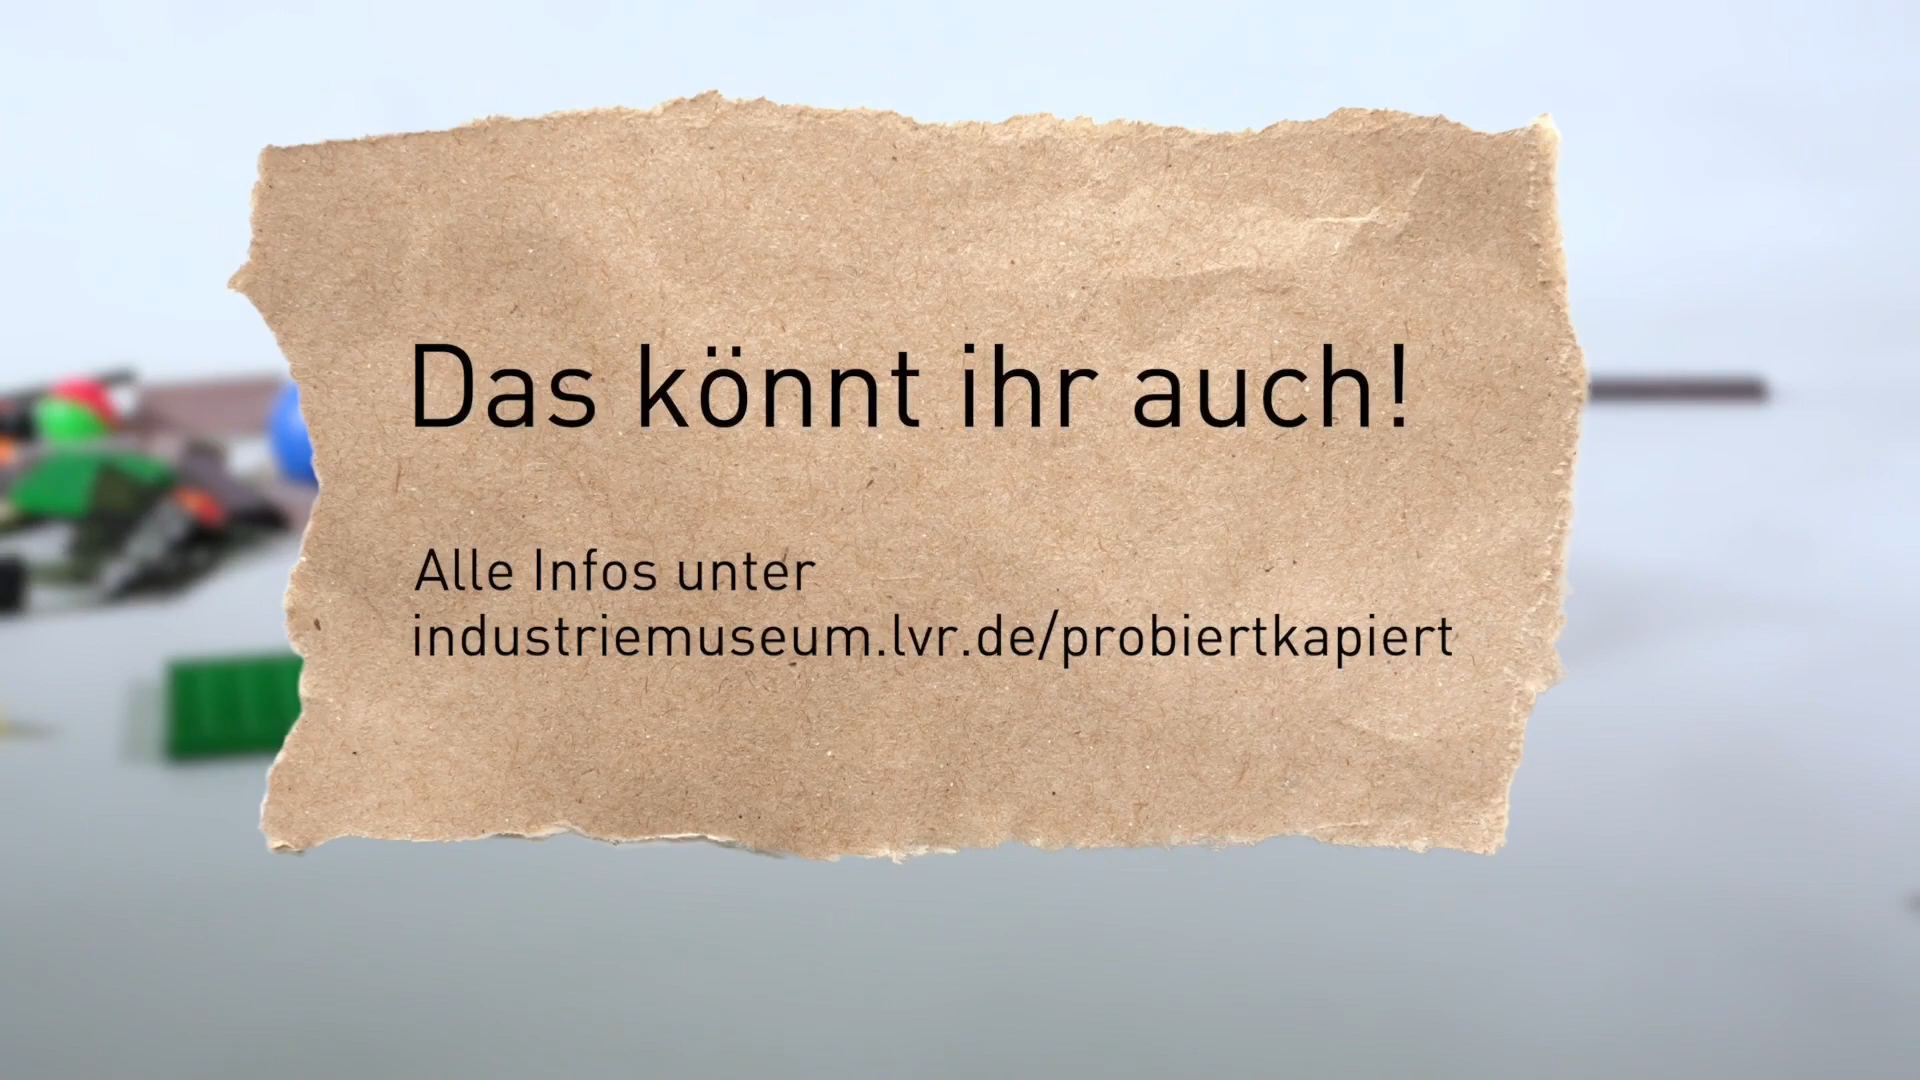 Das könnt ihr auch!
Alle Infos unter
industriemuseum.lvr.de/probiertkapiert